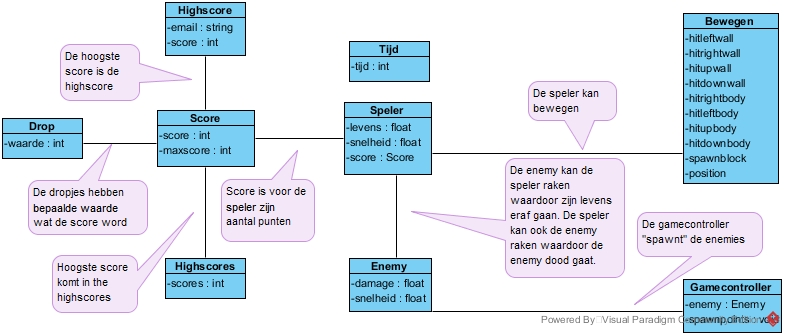 Highscore
-email : string
-score : int
De hoogste
score is de
highscore
Tijd
-tijd : int
Bewegen
-hitleftwall
-hitrightwall
-hitupwall
-hitdownwall
-hitrightbody
-hitleftbody
-hitupbody
-hitdownbody
-spawnblock
-position
De speler kan
bewegen
Drop
-waarde : int
Score
-score : int
-maxscore : int
Speler
-levens : float
-snelheid : float
-score : Score
De dropjes hebben
bepaalde waarde
wat de score word
Score is voor de
speler zijn
aantal punten
De enemy kan de
speler raken
waardoor zijn levens
eraf gaan. De speler
kan ook de enemy
raken waardoor de
enemy dood gaat.
De gamecontroller
"spawnt" de enemies
Hoogste score
komt in the
highscores
Highscores
-scores : int
Enemy
-damage : float
-snelheid : float
Gamecontroller
-enemy : Enemy
-spawnpoints : 
Powered By Visual Paradigm